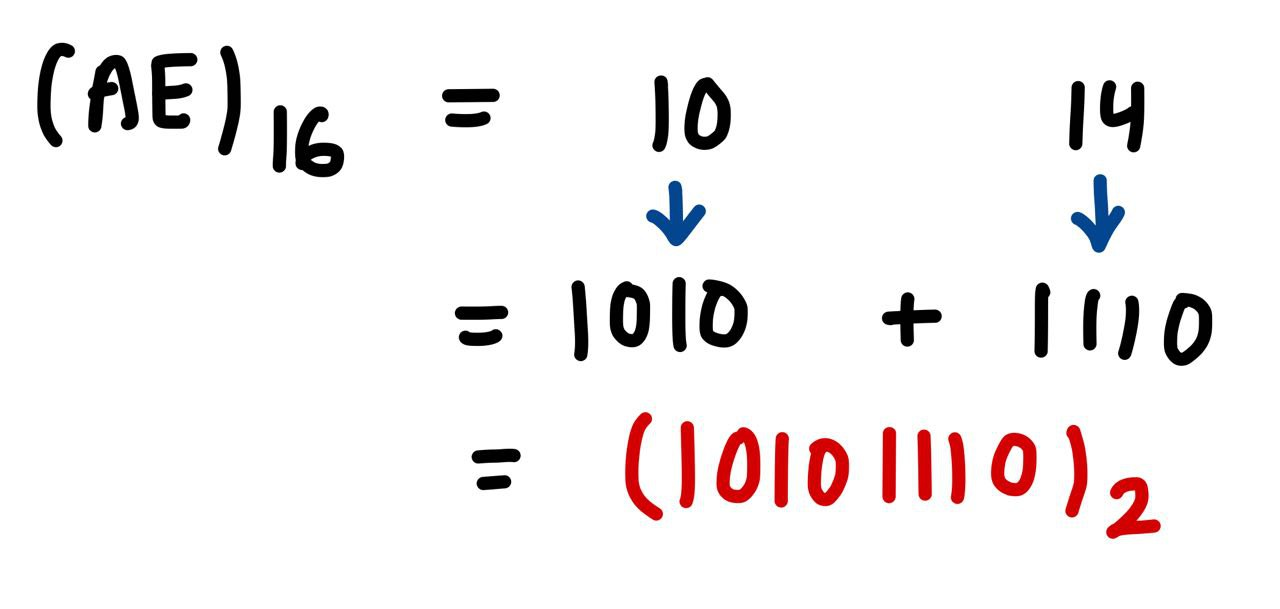 (AE)16 = 10 14
↓ ↓
= 1010 + 1110
= (10101110)2